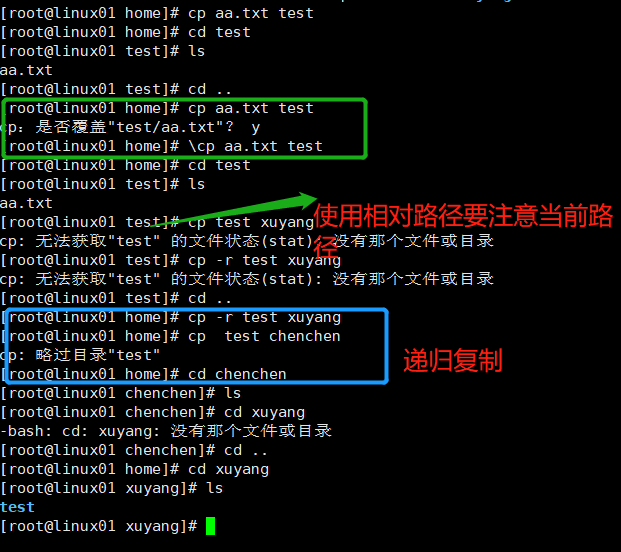 [root@linux01 home]# cp aa.txt test
[root@linux01 home]# cd test
[root@linux01 test]# ls
aa.txt
[root@linux01 test]# cd ..
[root@linux01 home]# cp aa.txt test
cp：是否覆盖"test/aa.txt"？ y
[root@linux01 home]# \cp aa.txt test
[root@linux01 home]# cd test
[root@linux01 test]# ls
aa.txt
[root@linux01 test]# cp test xuyang
使用相对路径要注意当前路
径
cp: 无法获取"test" 的文件状态(stat): 没有那个文件或目录
[root@linux01 test]# cp -r test xuyang
cp: 无法获取"test" 的文件状态(stat): 没有那个文件或目录
[root@linux01 test]# cd ..
[root@linux01 home]# cp -r test xuyang
[root@linux01 home]# cp  test chenchen
cp: 略过目录"test"
递归复制
[root@linux01 home]# cd chenchen
[root@linux01 chenchen]# ls
[root@linux01 chenchen]# cd xuyang
-bash: cd: xuyang: 没有那个文件或目录
[root@linux01 chenchen]# cd ..
[root@linux01 home]# cd xuyang
[root@linux01 xuyang]# ls
test
[root@linux01 xuyang]#